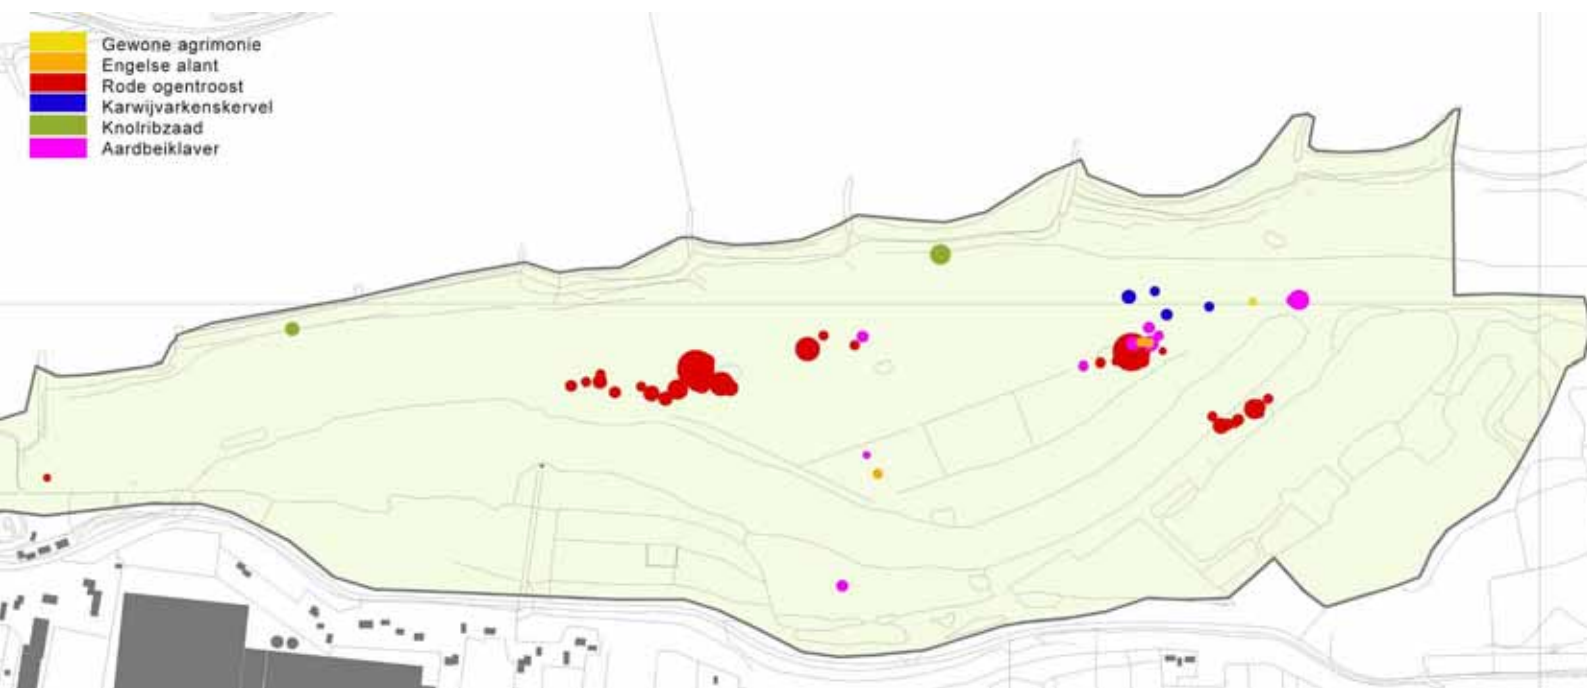 Gewone agrimonie
Engelse alant
Rode ogentroost
Karwijvarkenskervel
Knolribzaad
Aardbeiklaver